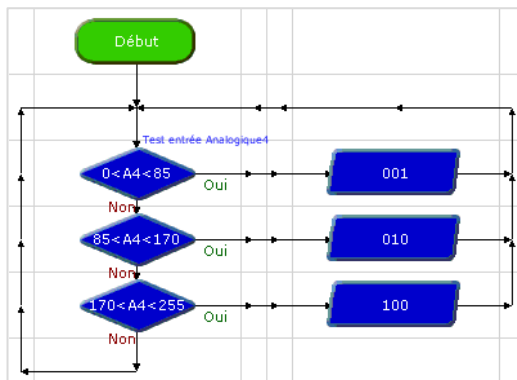 Début
Test entrée Analogique4
0<A4<85
Oui
001
Non
85<A4<170
Oui
010
Non
170<A4<255
Oui
100
Non